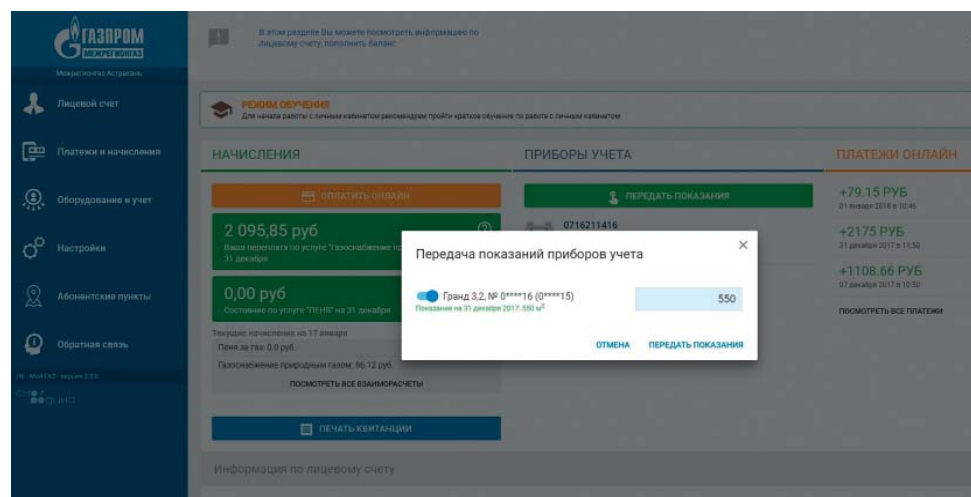 ГАЗПРОМ
МЕЖРЕГИОНГАЗ
Межрегионгаз Астрахань
Лицевой счет
Платежи и начисления
Оборудование и учет
Настройки
Абонентские пункты
Обратная связь
В этом разделе Вы можете посмотреть информацию по
лицевому счету, пополнить баланс
РЕЖИМ ОБУЧЕНИЯ
Для начала работы с личным кабинетом рекомендуем пройти краткое обучение по работе с личным кабинетом
НАЧИСЛЕНИЯ
ОПЛАТИТЬ ОНЛАЙН
2 095,85 руб
Ваша переплата по услуге "Газоснабжение
31 декабря
0,00 руб
Состояние по услуге "ПЕНЯ" на 31 декабря
Текущие начисления на 17 января
Пеня за газ: 0.0 руб.
Газоснабжение природным газом: 86.12 руб.
ПОСМОТРЕТЬ ВСЕ ВЗАИМОРАСЧЕТЫ
ПЕЧАТЬ КВИТАНЦИИ
Информация по лицевому счету
ПРИБОРЫ УЧЕТА
ПЕРЕДАТЬ ПОКАЗАНИЯ
0716211416
Передача показаний приборов учета
Гранд 3,2, № 0****16 (0****15)
550
Показание на 31 декабря 2017: 550 м³
ОТМЕНА ПЕРЕДАТЬ ПОКАЗАНИЯ
ПЛАТЕЖИ ОНЛАЙН
+79.15 РУБ
01 января 2018 в 10:46
+2175 РУБ
31 декабря 2017 в 11:50
+1108.66 РУБ
07 декабря 2017 в 10:50
ПОСМОТРЕТЬ ВСЕ ПЛАТЕЖИ